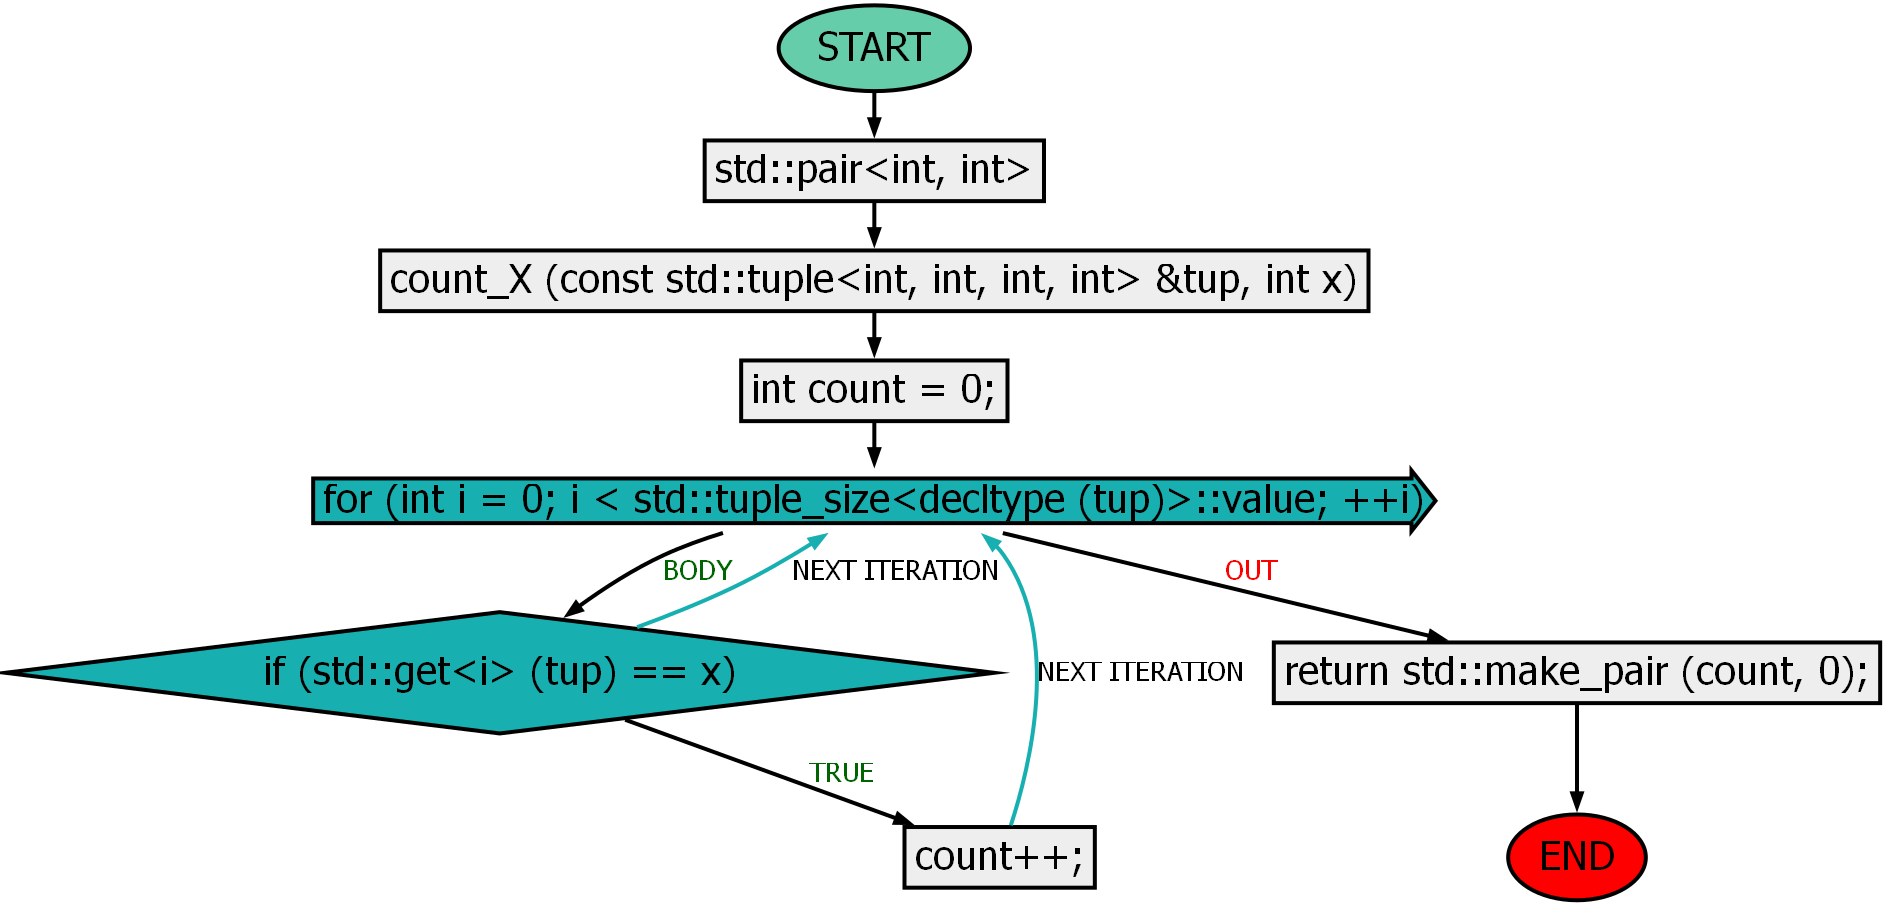 START
std::pair<int, int>
count_X (const std::tuple<int, int, int, int> &tup, int x)
int count = 0;
for (int i = 0; i < std::tuple_size<decltype (tup)>::value; ++i)
BODY
NEXT ITERATION
OUT
if (std::get<i> (tup) == x)
NEXT ITERATION
return std::make_pair (count, 0);
TRUE
count++;
END